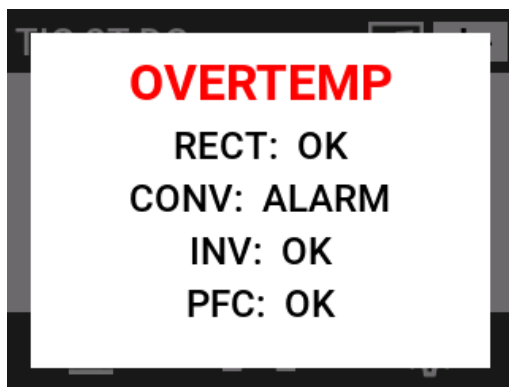 OVERTEMP
RECT: OK
CONV: ALARM
INV: OK
PFC: OK